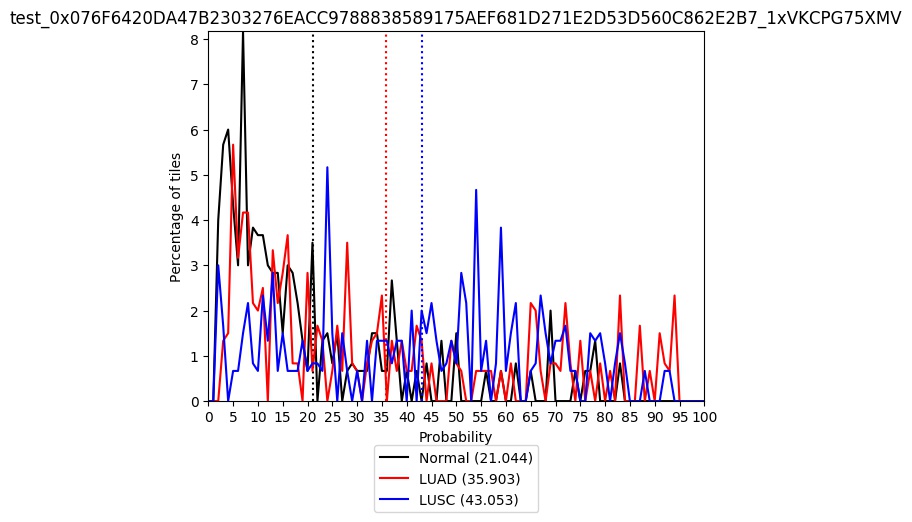 test_0x076F6420DA47B2303276EACC9788838589175AEF681D271E2D53D560C862E2B7_1xVKCPG75XMV
8
7
6
5
4
3
2
1
0
Percentage of tiles
0 5 10 15 20 25 30 35 40 45 50 55 60 65 70 75 80 85 90 95 100
Probability
Normal (21.044)
LUAD (35.903)
LUSC (43.053)